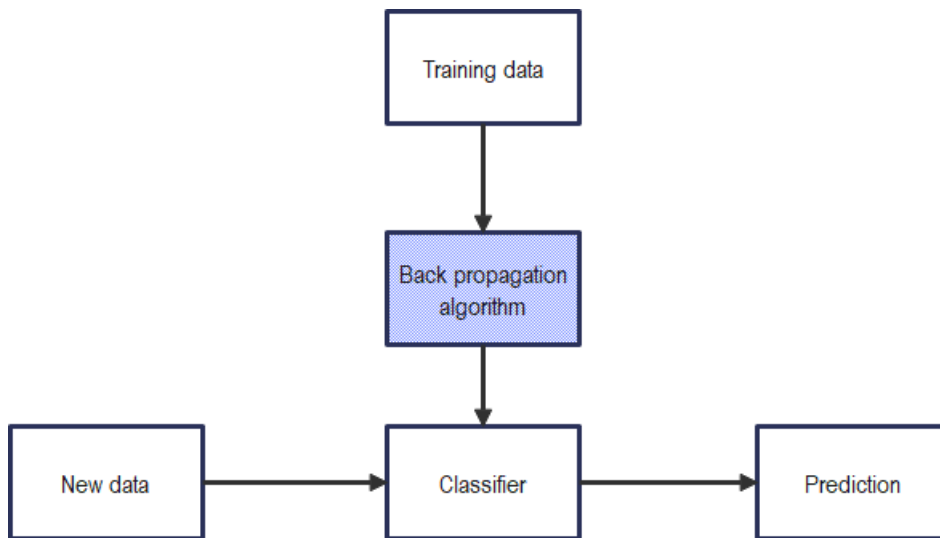 Training data
Back propagation
algorithm
New data
Classifier
Prediction